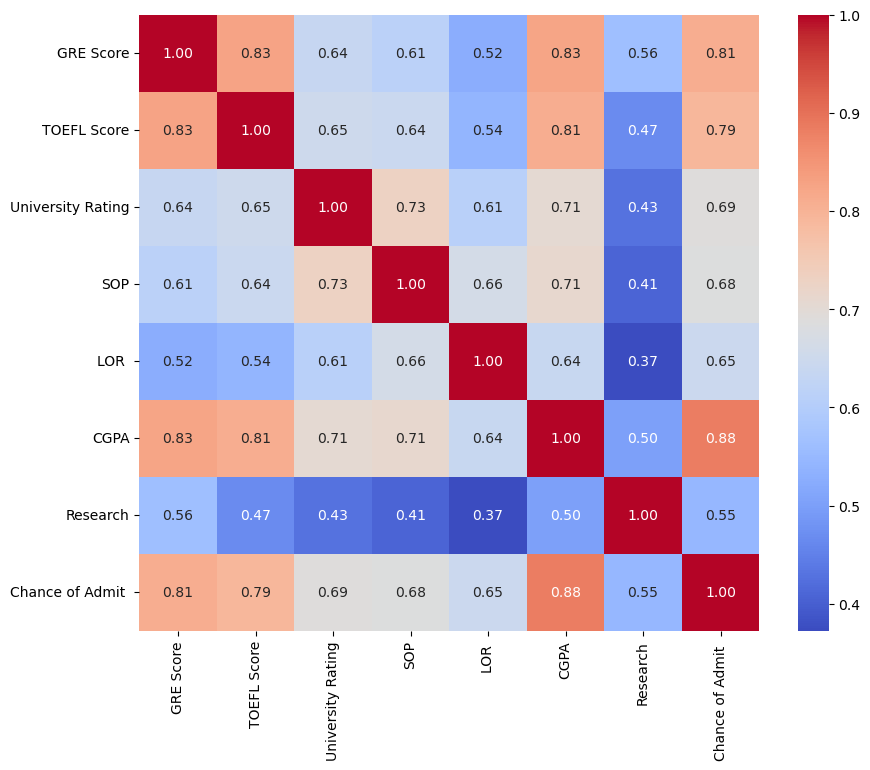 GRE Score 1.00 0.83 0.64 0.61 0.52 0.83 0.56 0.81
TOEFL Score 0.83 1.00 0.65 0.64 0.54 0.81 0.47 0.79
University Rating 0.64 0.65 1.00 0.73 0.61 0.71 0.43 0.69
SOP 0.61 0.64 0.73 1.00 0.66 0.71 0.41 0.68
LOR 0.52 0.54 0.61 0.66 1.00 0.64 0.37 0.65
CGPA 0.83 0.81 0.71 0.71 0.64 1.00 0.50 0.88
Research 0.56 0.47 0.43 0.41 0.37 0.50 1.00 0.55
Chance of Admit 0.81 0.79 0.69 0.68 0.65 0.88 0.55 1.00
GRE Score
TOEFL Score
University Rating
SOP
LOR
CGPA
Research
Chance of Admit
1.0
0.9
0.8
0.7
0.6
0.5
0.4